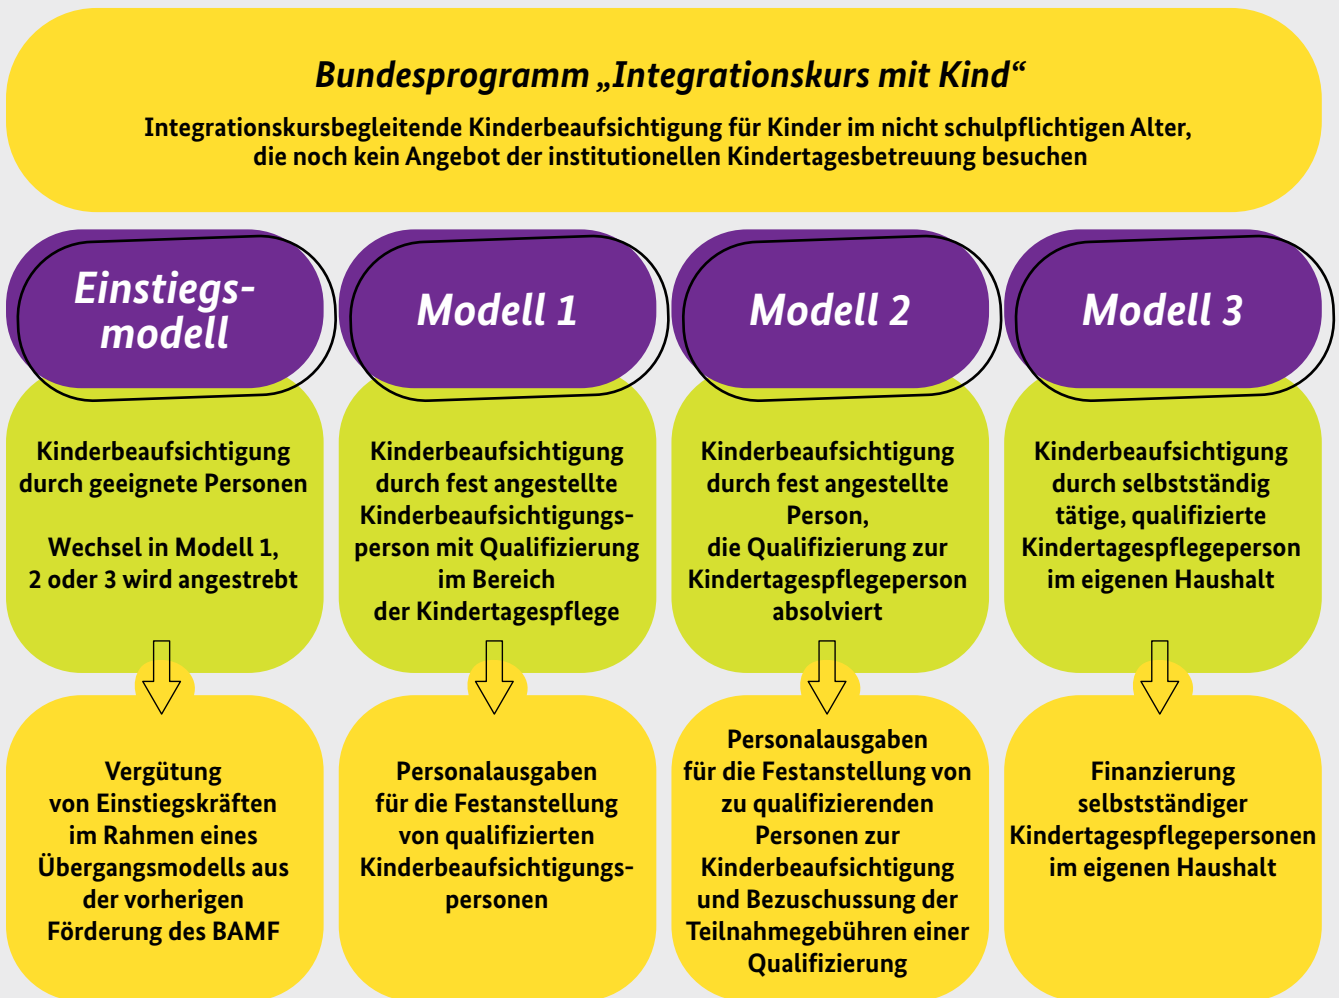 Bundesprogramm „Integrationskurs mit Kind“
Integrationskursbegleitende Kinderbeaufsichtigung für Kinder im nicht schulpflichtigen Alter,
die noch kein Angebot der institutionellen Kindertagesbetreuung besuchen
Einstiegs-
modell
Kinderbeaufsichtigung
durch geeignete Personen
Wechsel in Modell 1,
2 oder 3 wird angestrebt
Vergütung
von Einstiegskräften
im Rahmen eines
Übergangsmodells aus
der vorherigen
Förderung des BAMF
Modell 1
Kinderbeaufsichtigung
durch fest angestellte
Kinderbeaufsichtigungs-
person mit Qualifizierung
im Bereich
der Kindertagespflege
Personalausgaben
für die Festanstellung
von qualifizierten
Kinderbeaufsichtigungs-
personen
Modell 2
Kinderbeaufsichtigung
durch fest angestellte
Person,
die Qualifizierung zur
Kindertagespflegeperson
absolviert
Personalausgaben
für die Festanstellung von
zu qualifizierenden
Personen zur
Kinderbeaufsichtigung
und Bezuschussung der
Teilnahmegebühren einer
Qualifizierung
Modell 3
Kinderbeaufsichtigung
durch selbstständig
tätige, qualifizierte
Kindertagespflegeperson
im eigenen Haushalt
Finanzierung
selbstständiger
Kindertagespflegepersonen
im eigenen Haushalt